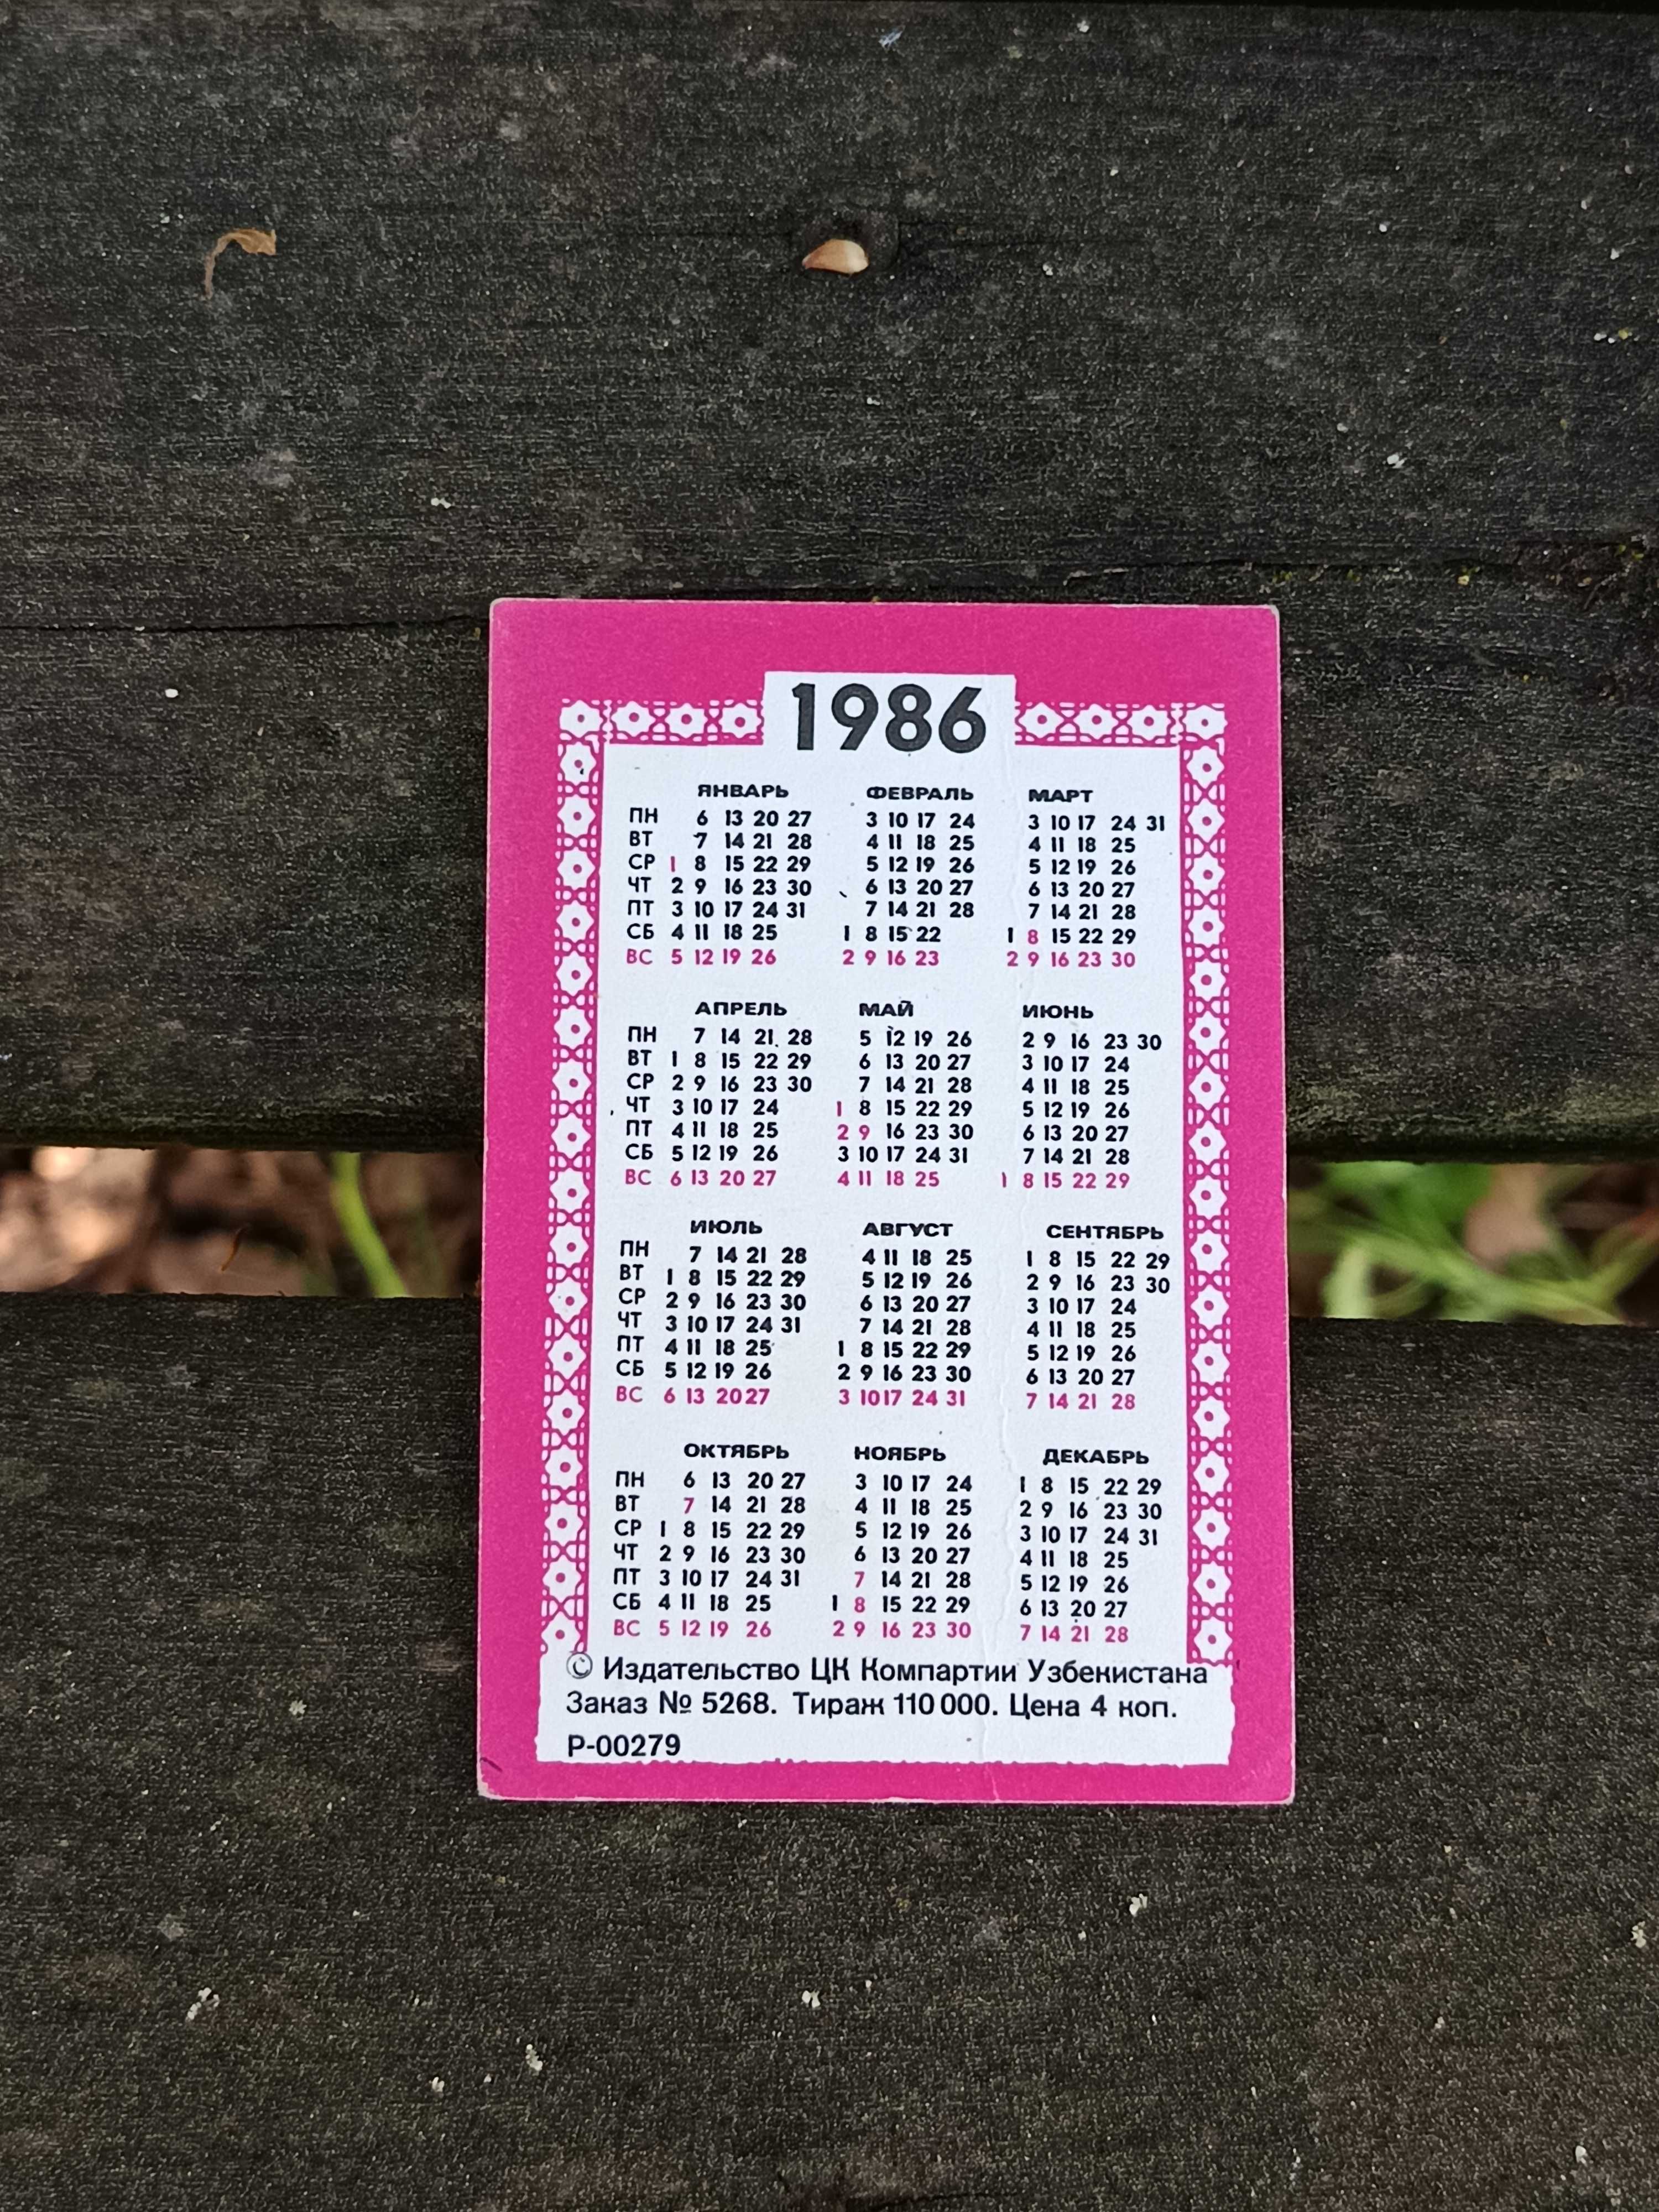 1986
ЯНВАРЬ ФЕВРАЛЬ МАРТ
ПН 6 13 20 27 3 10 17 24 3 10 17 24 31
ВТ 7 14 21 28 4 11 18 25 4 11 18 25
СР 1 8 15 22 29 5 12 19 26 5 12 19 26
ЧТ 2 9 16 23 30 6 13 20 27 6 13 20 27
ПТ 3 10 17 24 31 7 14 21 28 7 14 21 28
СБ 4 11 18 25 1 8 15 22 1 8 15 22 29
ВС 5 12 19 26 2 9 16 23 2 9 16 23 30
АПРЕЛЬ МАЙ ИЮНЬ
ПН 7 14 21 28 5 12 19 26 2 9 16 23 30
ВТ 1 8 15 22 29 6 13 20 27 3 10 17 24
СР 2 9 16 23 30 7 14 21 28 4 11 18 25
ЧТ 3 10 17 24 1 8 15 22 29 5 12 19 26
ПТ 4 11 18 25 2 9 16 23 30 6 13 20 27
СБ 5 12 19 26 3 10 17 24 31 7 14 21 28
ВС 6 13 20 27 4 11 18 25 1 8 15 22 29
ИЮЛЬ АВГУСТ СЕНТЯБРЬ
ПН 7 14 21 28 4 11 18 25 1 8 15 22 29
ВТ 1 8 15 22 29 5 12 19 26 2 9 16 23 30
СР 2 9 16 23 30 6 13 20 27 3 10 17 24
ЧТ 3 10 17 24 31 7 14 21 28 4 11 18 25
ПТ 4 11 18 25 1 8 15 22 29 5 12 19 26
СБ 5 12 19 26 2 9 16 23 30 6 13 20 27
ВС 6 13 20 27 3 10 17 24 31 7 14 21 28
ОКТЯБРЬ НОЯБРЬ ДЕКАБРЬ
ПН 6 13 20 27 3 10 17 24 1 8 15 22 29
ВТ 7 14 21 28 4 11 18 25 2 9 16 23 30
СР 1 8 15 22 29 5 12 19 26 3 10 17 24 31
ЧТ 2 9 16 23 30 6 13 20 27 4 11 18 25
ПТ 3 10 17 24 31 7 14 21 28 5 12 19 26
СБ 4 11 18 25 1 8 15 22 29 6 13 20 27
ВС 5 12 19 26 2 9 16 23 30 7 14 21 28
© Издательство ЦК Компартии Узбекистана
Заказ № 5268. Тираж 110 000. Цена 4 коп.
Р-00279